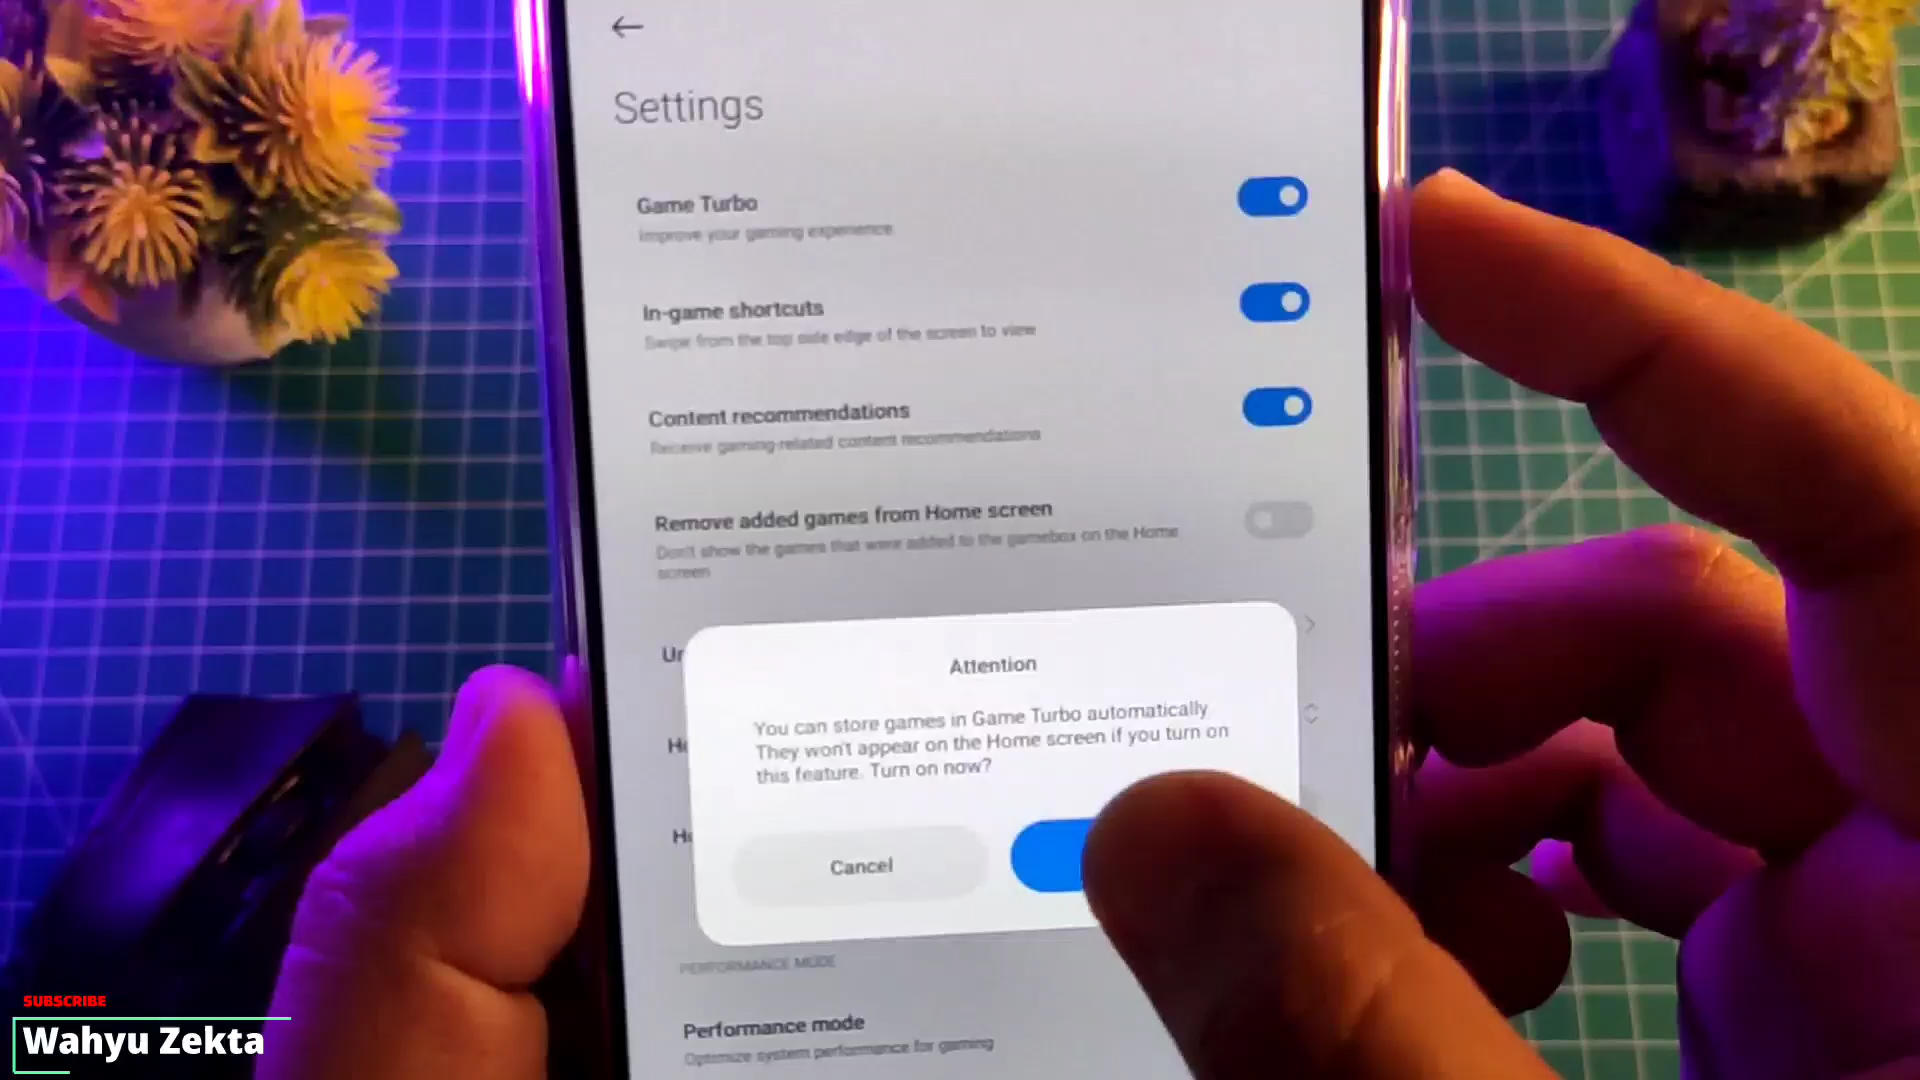 Settings
Game Turbo
Improve your gaming experience
In-game shortcuts
Swipe from the top side edge of the screen to view
Content recommendations
Receive gaming-related content recommendations
Remove added games from Home screen
Don't show the games that were added to the gamebox on the Home
screen
Attention
You can store games in Game Turbo automatically
They won't appear on the Home screen if you turn on
this feature. Turn on now?
Cancel
PERFORMANCE MODE
Performance mode
Optimize system performance for gaming
SUBSCRIBE
Wahyu Zekta